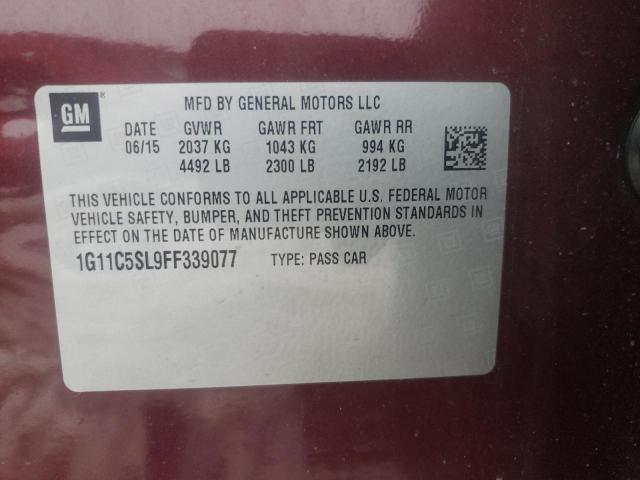 GM ®
MFD BY GENERAL MOTORS LLC
DATE GVWR GAWR FRT GAWR RR
06/15 2037 KG 1043 KG 994 KG
4492 LB 2300 LB 2192 LB
THIS VEHICLE CONFORMS TO ALL APPLICABLE U.S. FEDERAL MOTOR
VEHICLE SAFETY, BUMPER, AND THEFT PREVENTION STANDARDS IN
EFFECT ON THE DATE OF MANUFACTURE SHOWN ABOVE.
1G11C5SL9FF339077 TYPE: PASS CAR